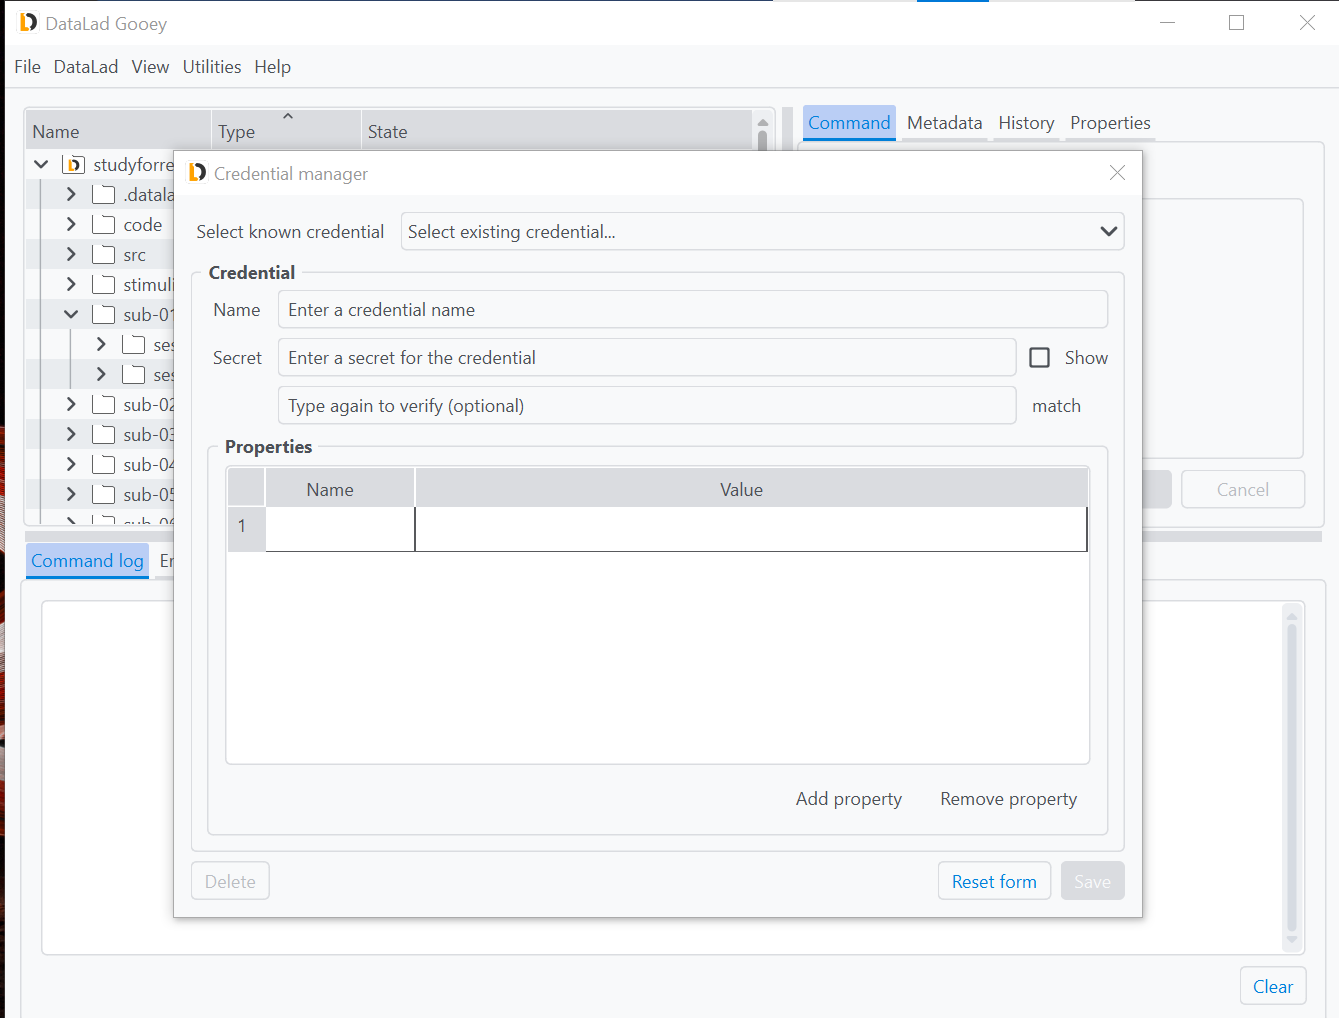 DataLad Gooey
File DataLad View Utilities Help
Name Type State
Command Metadata History Properties
studyforre
.datala
code
src
stimuli
sub-01
ses
ses
sub-02
sub-03
sub-04
sub-05
sub-06
Cancel
Command log Er
Clear
Credential manager
Select known credential Select existing credential...
Credential
Name Enter a credential name
Secret Enter a secret for the credential Show
Type again to verify (optional) match
Properties
Name Value
1
Add property Remove property
Delete Reset form Save